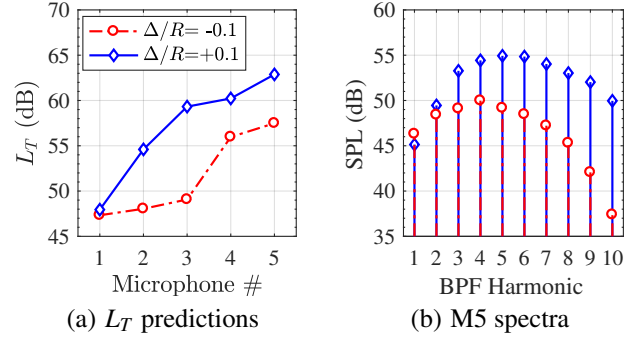 70
65
60
55
50
45
L_T (dB)
Δ/R= -0.1
Δ/R=+0.1
1 2 3 4 5
Microphone #
(a) L_T predictions
60
55
50
45
40
35
SPL (dB)
1 2 3 4 5 6 7 8 9 10
BPF Harmonic
(b) M5 spectra